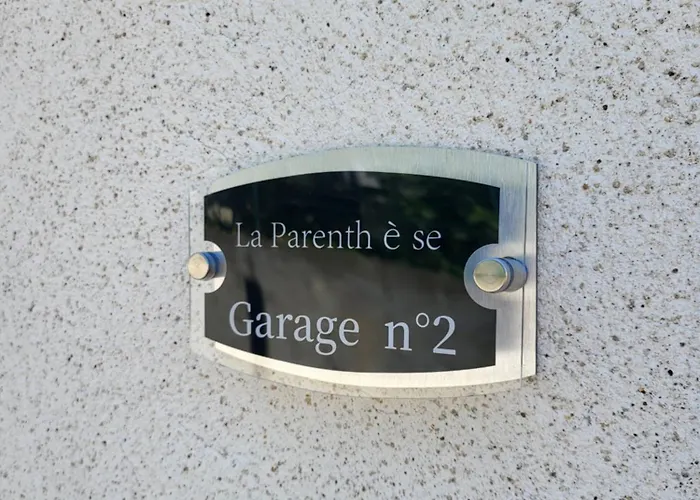 La Parenth è se
Garage n°2